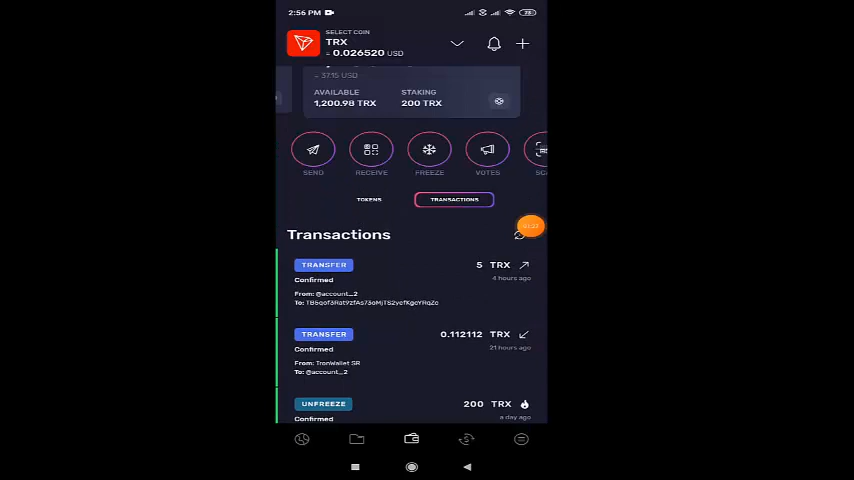 2:56 PM
SELECT COIN
TRX
= 0.026520 USD
= 37.15 USD
AVAILABLE
STAKING
1,200.98 TRX
200 TRX
SEND
RECEIVE
FREEZE
VOTES
TOKENS
TRANSACTIONS
Transactions
TRANSFER
5 TRX
Confirmed
4 hours ago
From: @account_2
TRANSFER
0.112112 TRX
Confirmed
21 hours ago
From: TronWallet SR
To: @account_2
UNFREEZE
200 TRX
Confirmed
a day ago